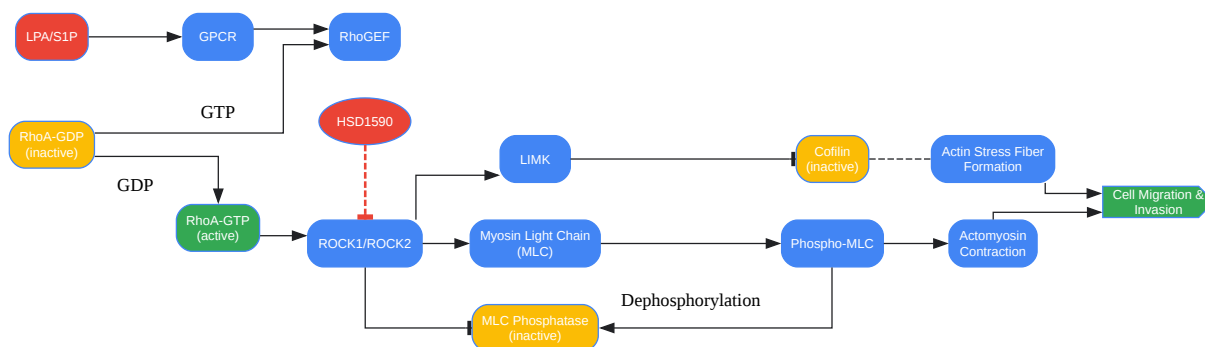 LPA/S1P
GPCR
RhoGEF
GTP
HSD1590
RhoA-GDP
(inactive)
GDP
LIMK
Cofilin
(inactive)
Actin Stress Fiber
Formation
Cell Migration &
Invasion
RhoA-GTP
(active)
ROCK1/ROCK2
Myosin Light Chain
(MLC)
Phospho-MLC
Actomyosin
Contraction
Dephosphorylation
MLC Phosphatase
(inactive)